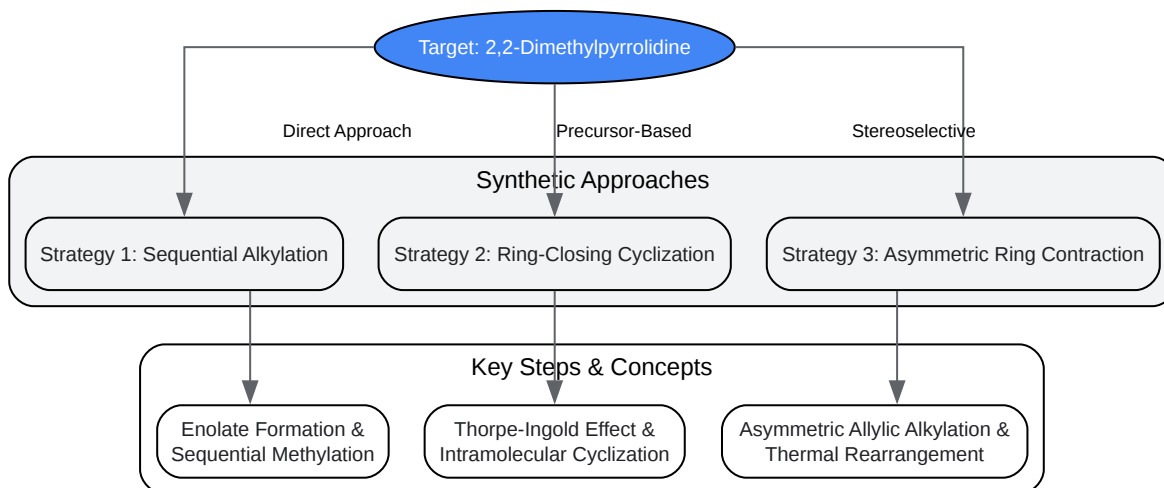 Target: 2,2-Dimethylpyrrolidine
Direct Approach
Precursor-Based
Stereoselective
Synthetic Approaches
Strategy 1: Sequential Alkylation
Strategy 2: Ring-Closing Cyclization
Strategy 3: Asymmetric Ring Contraction
Key Steps & Concepts
Enolate Formation &
Sequential Methylation
Thorpe-Ingold Effect &
Intramolecular Cyclization
Asymmetric Allylic Alkylation &
Thermal Rearrangement